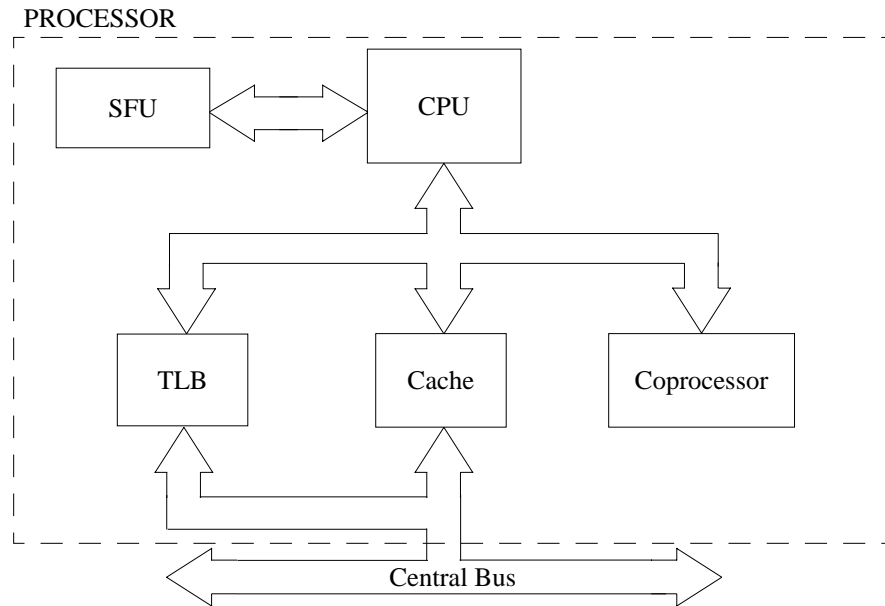 PROCESSOR
SFU
CPU
TLB
Cache
Coprocessor
Central Bus